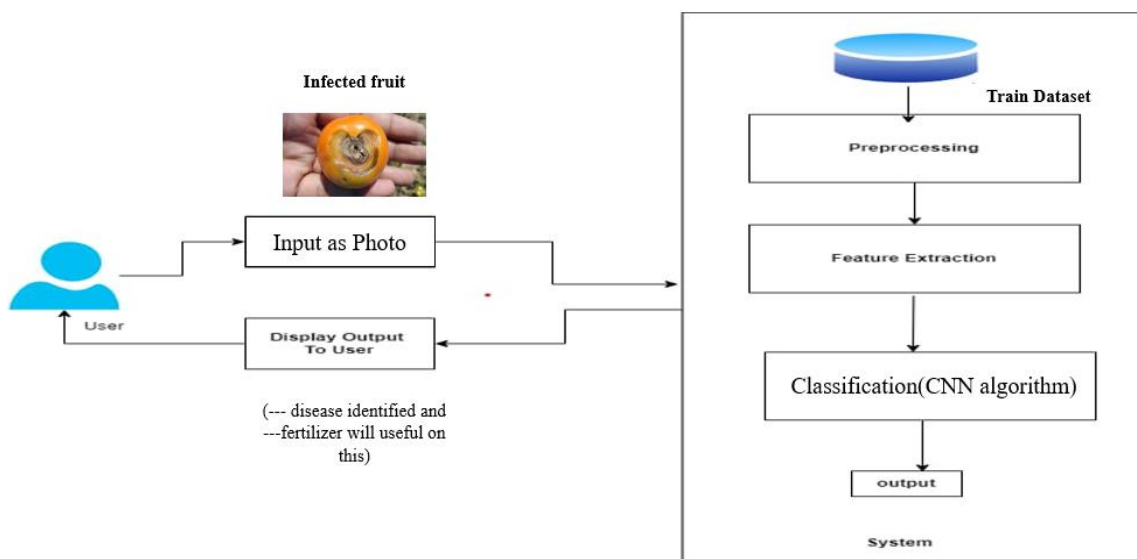 Infected fruit
Input as Photo
User
Display Output
To User
(--- disease identified and
---fertilizer will useful on
this)
Train Dataset
Preprocessing
Feature Extraction
Classification(CNN algorithm)
output
System